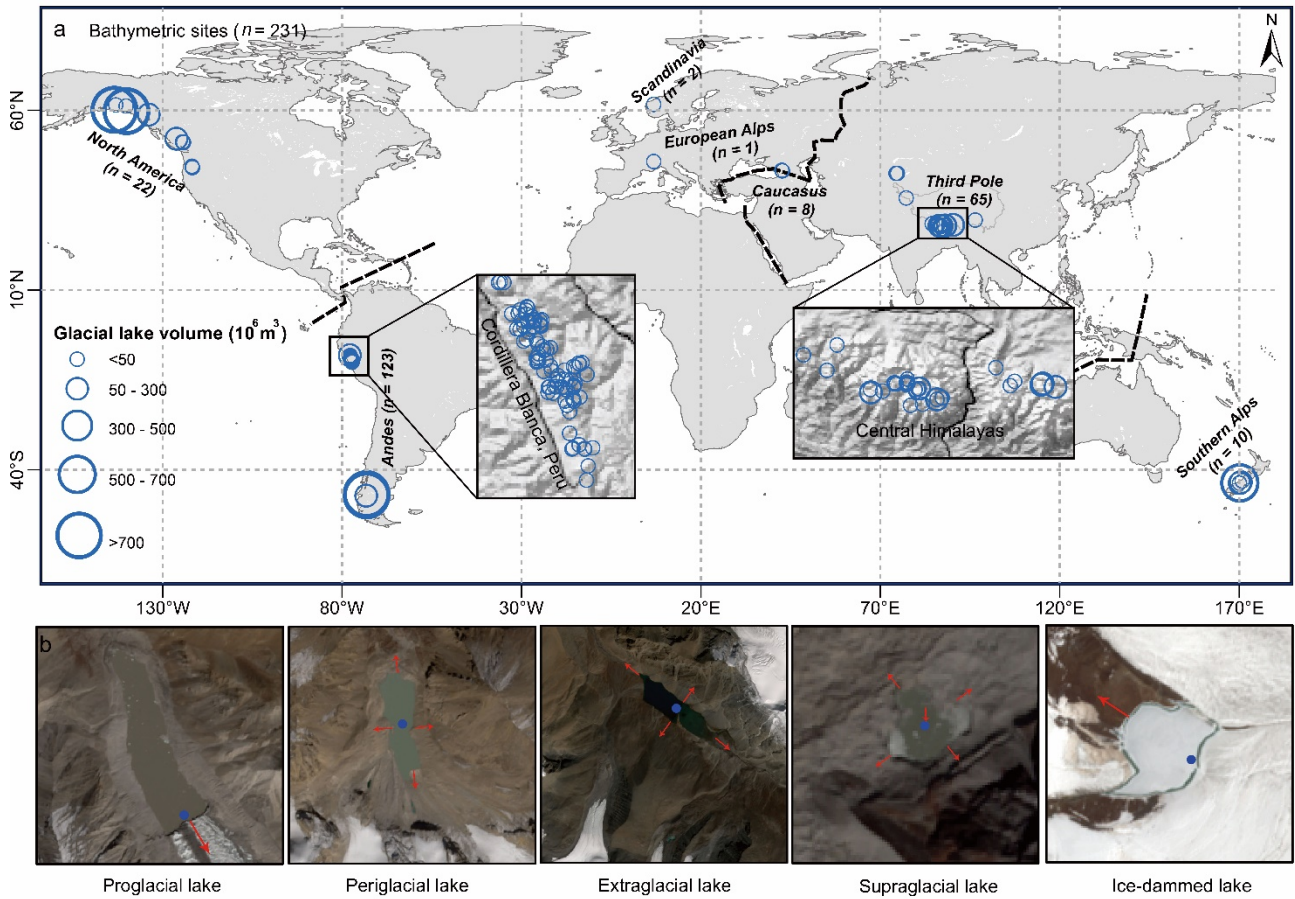 a Bathymetric sites (n = 231)
N
60°N
10°N
40°S
North America
(n = 22)
Scandinavia
(n = 2)
European Alps
(n = 1)
Caucasus
(n = 8)
Third Pole
(n = 65)
Glacial lake volume (10⁶ m³)
<50
50 - 300
300 - 500
500 - 700
>700
Andes (n = 123)
Cordillera Blanca, Peru
Central Himalayas
Southern Alps
(n = 10)
130°W 80°W 30°W 20°E 70°E 120°E 170°E
b
Proglacial lake Periglacial lake Extraglacial lake Supraglacial lake Ice-dammed lake